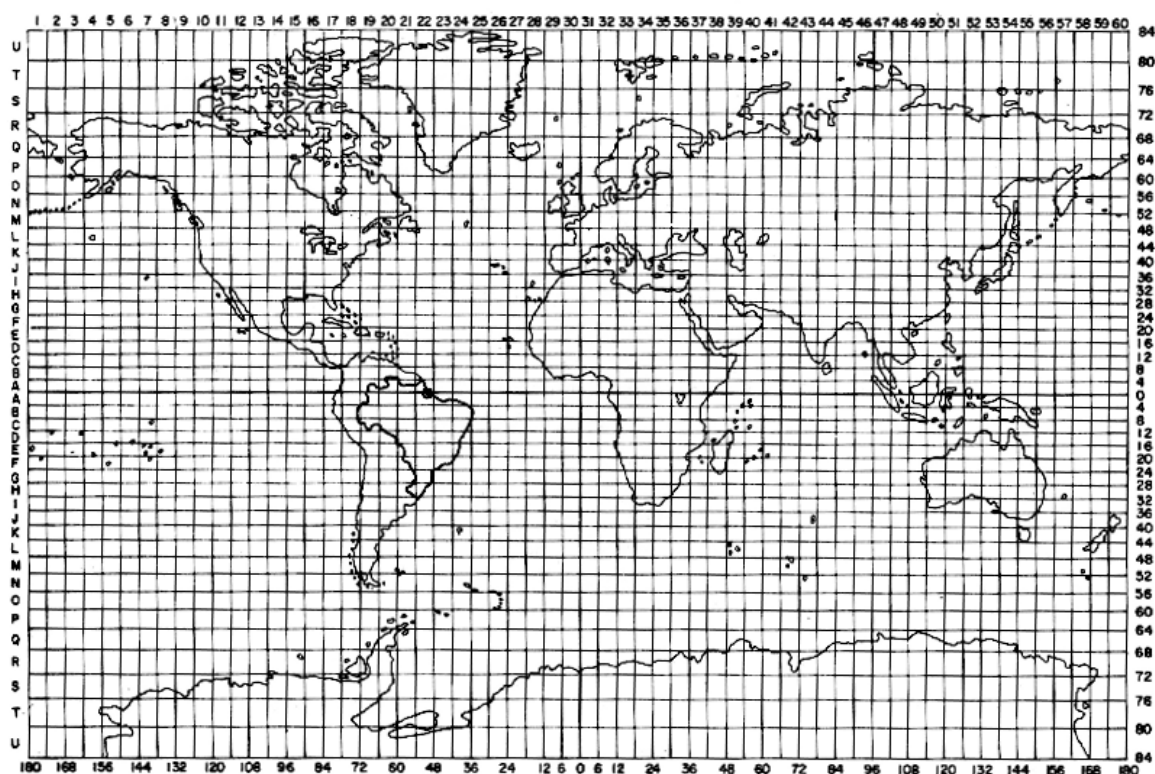 1 2 3 4 5 6 7 8 9 10 11 12 13 14 15 16 17 18 19 20 21 22 23 24 25 26 27 28 29 30 31 32 33 34 35 36 37 38 39 40 41 42 43 44 45 46 47 48 49 50 51 52 53 54 55 56 57 58 59 60
U
T
S
R
Q
P
O
N
M
L
K
J
I
H
G
F
E
D
C
B
A
A
B
C
D
E
F
G
H
I
J
K
L
M
N
O
P
Q
R
S
T
U
84
80
76
72
68
64
60
56
52
48
44
40
36
32
28
24
20
16
12
8
4
0
4
8
12
16
20
24
28
32
36
40
44
48
52
56
60
64
68
72
76
80
84
180 168 156 144 132 120 108 96 84 72 60 48 36 24 12 6 0 6 12 24 36 48 60 72 84 96 108 120 132 144 156 168 180